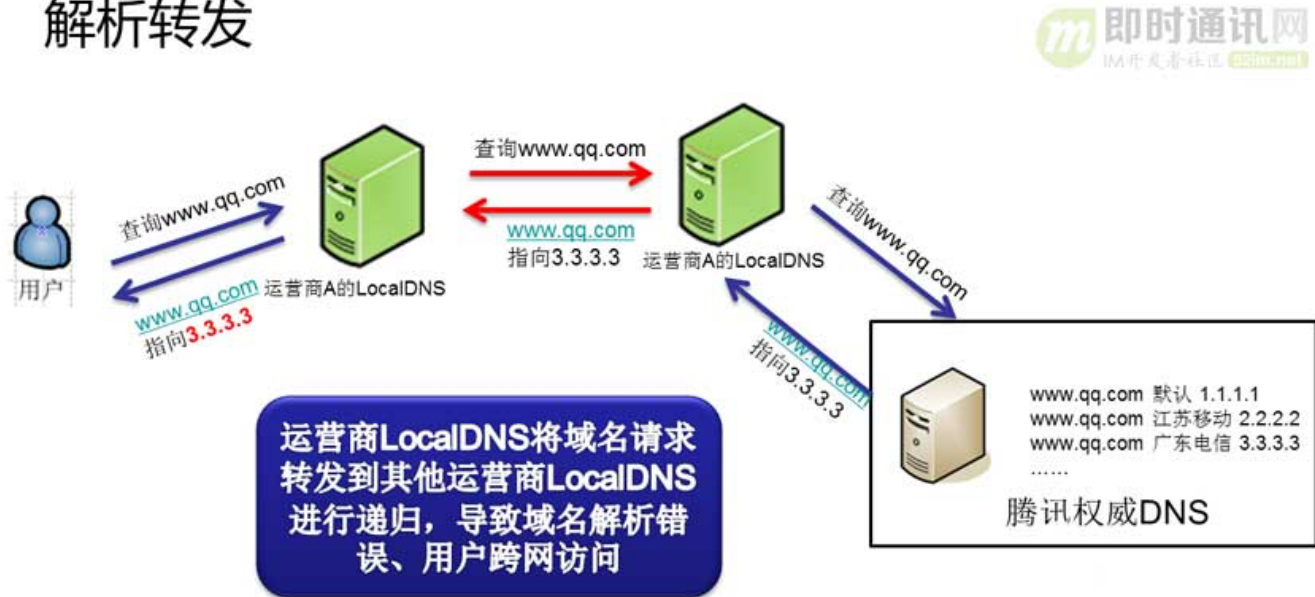 解析转发
即时通讯网
IM开发者社区 52im.net
查询www.qq.com
查询www.qq.com
查询www.qq.com
www.qq.com
指向3.3.3.3
运营商A的LocalDNS
运营商A的LocalDNS
用户
www.qq.com
指向3.3.3.3
www.qq.com
指向3.3.3.3
www.qq.com 默认 1.1.1.1
www.qq.com 江苏移动 2.2.2.2
www.qq.com 广东电信 3.3.3.3
……
腾讯权威DNS
运营商LocalDNS将域名请求
转发到其他运营商LocalDNS
进行递归，导致域名解析错
误、用户跨网访问